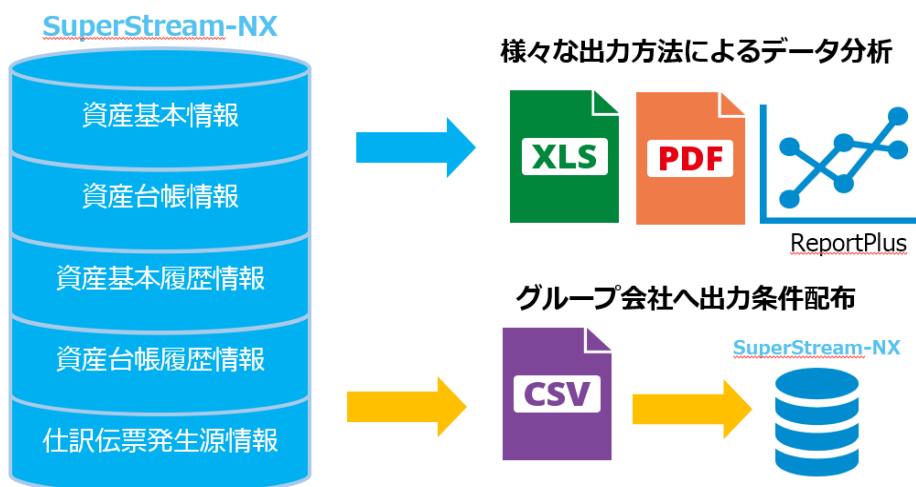 SuperStream-NX
資産基本情報
資産台帳情報
資産基本履歴情報
資産台帳履歴情報
仕訳伝票発生源情報
様々な出力方法によるデータ分析
XLS
PDF
ReportPlus
グループ会社へ出力条件配布
CSV
SuperStream-NX